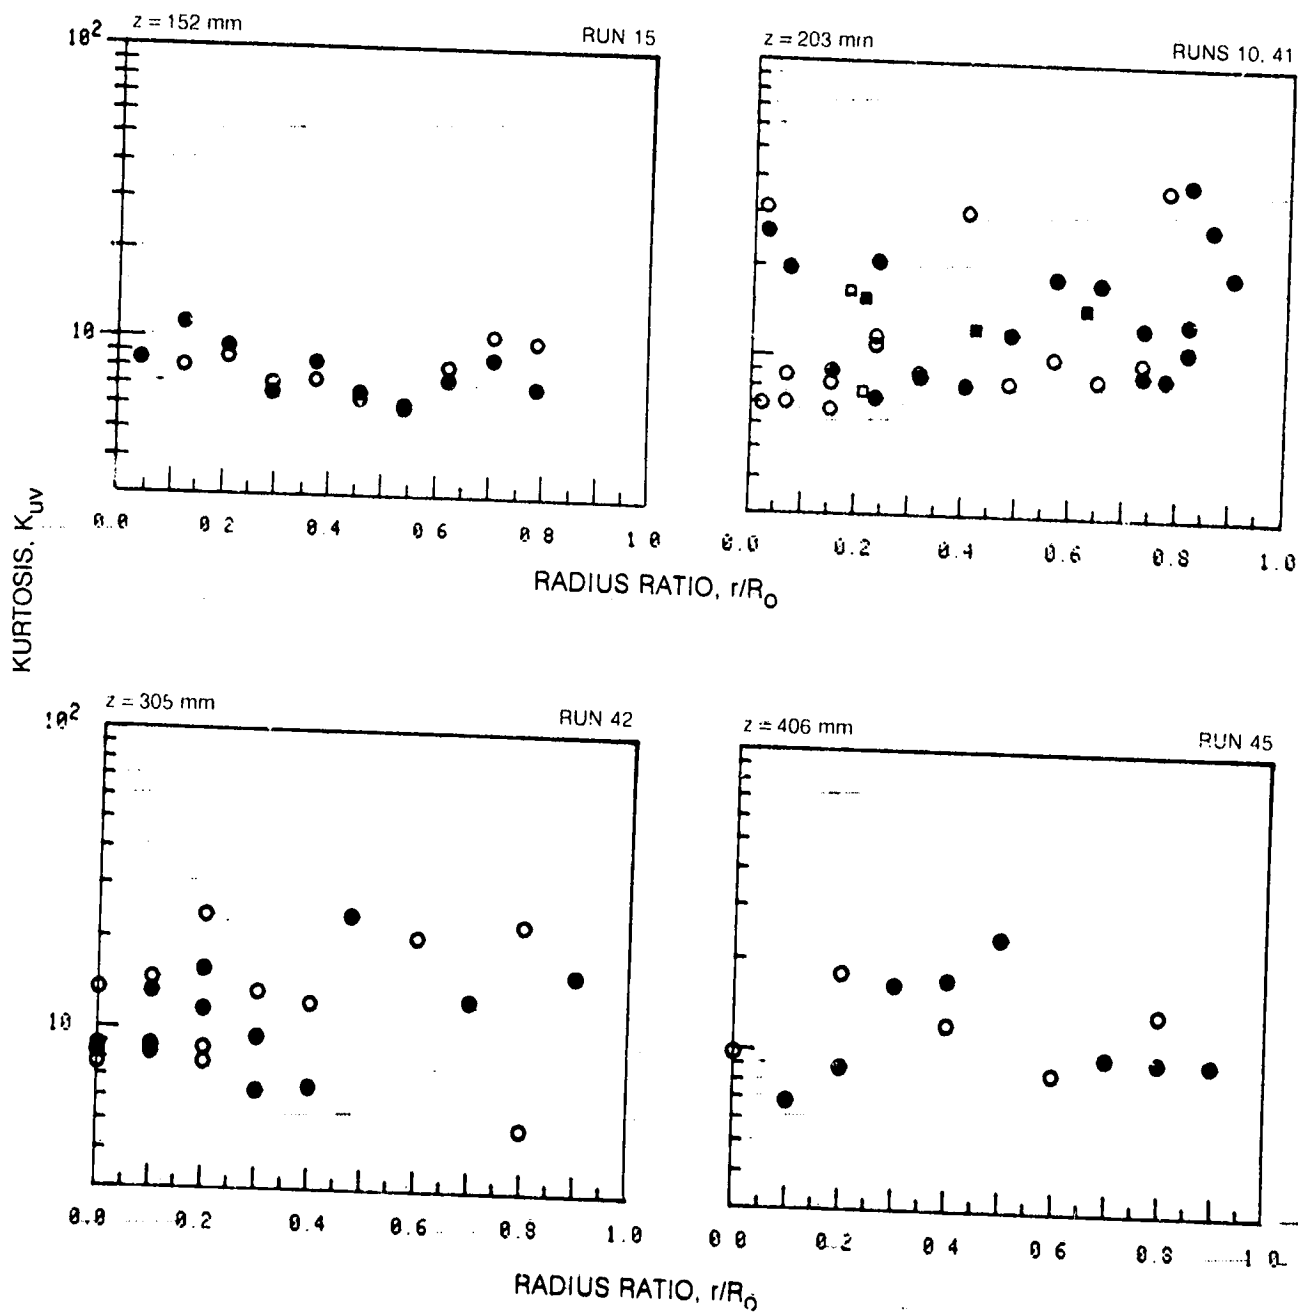 z = 152 mm RUN 15
10²
10
0.0 0 2 0.4 0 6 0 8 1 0
z = 203 mm RUNS 10, 41
0.0 0.2 0.4 0.6 0.8 1.0
KURTOSIS, Kuv
RADIUS RATIO, r/RO
z = 305 mm RUN 42
10²
10
0.0 0.2 0.4 0.6 0.8 1.0
z = 406 mm RUN 45
0 0 0.2 0 4 0 6 0.8 1 0
RADIUS RATIO, r/RO